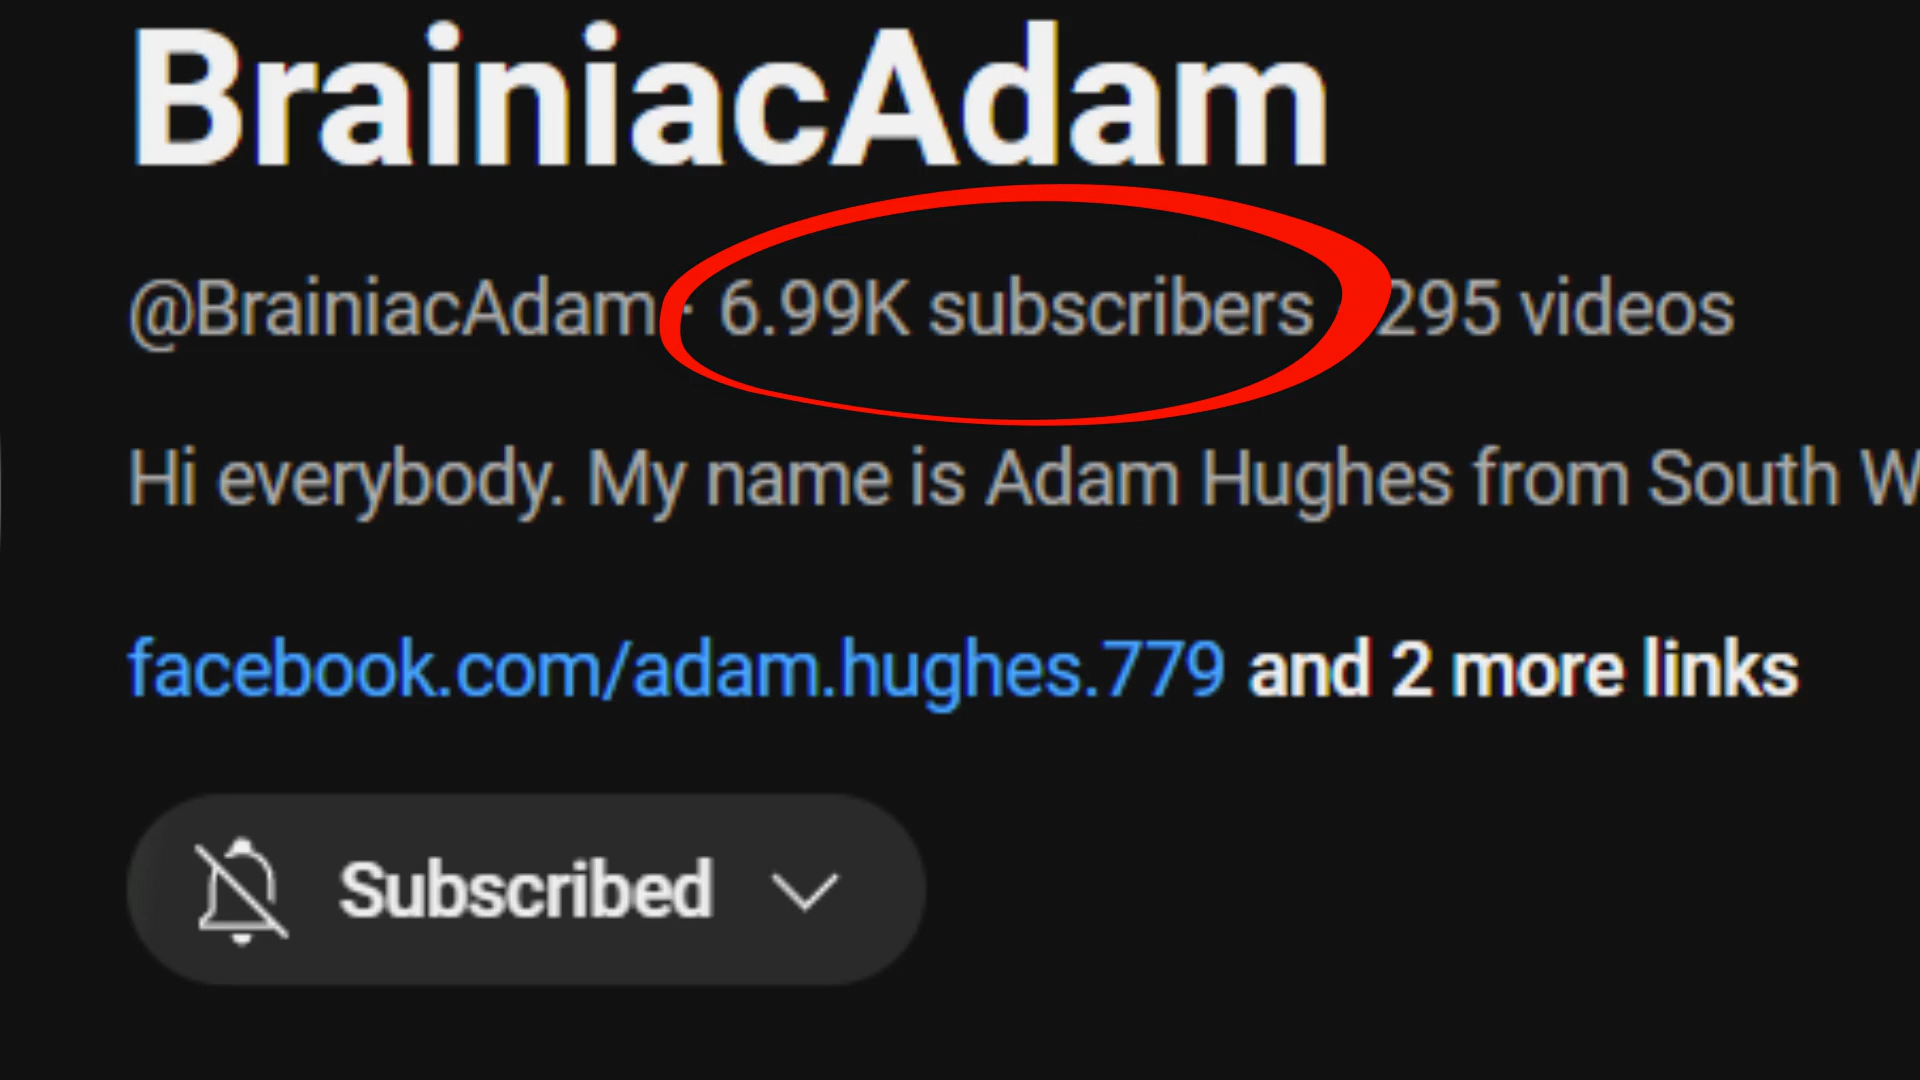 BrainiacAdam
@BrainiacAdam · 6.99K subscribers 295 videos
Hi everybody. My name is Adam Hughes from South W
facebook.com/adam.hughes.779 and 2 more links
Subscribed